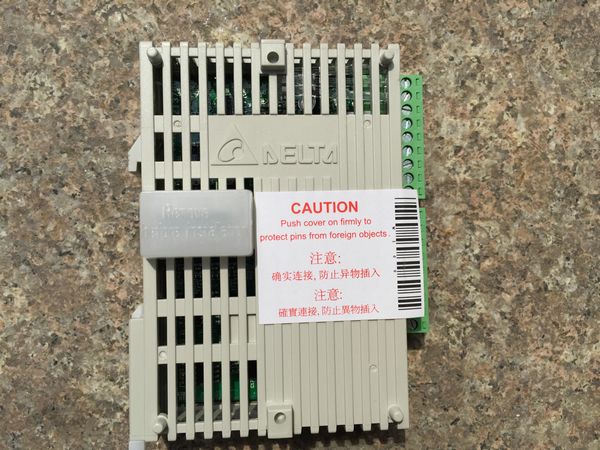 DELTA
Remove
before installation
CAUTION
Push cover on firmly to
protect pins from foreign objects.
注意:
确实连接,防止异物插入
注意:
確實連接,防止異物插入